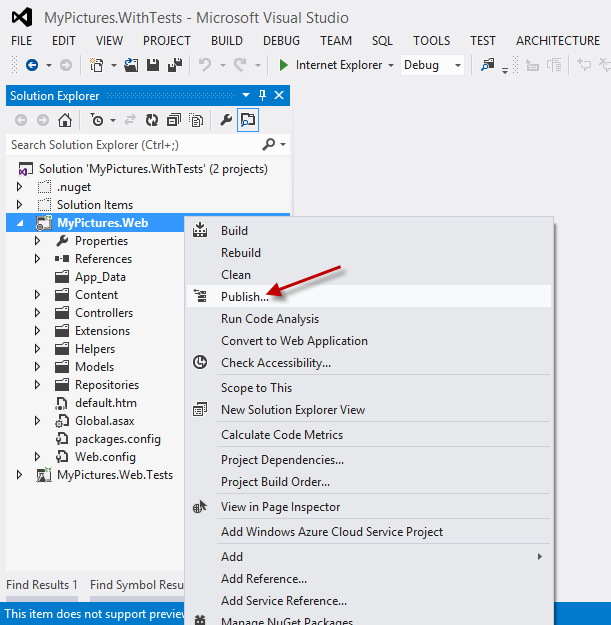 MyPictures.WithTests - Microsoft Visual Studio
FILE EDIT VIEW PROJECT BUILD DEBUG TEAM SQL TOOLS TEST ARCHITECTURE
Internet Explorer Debug
Solution Explorer
Search Solution Explorer (Ctrl+;)
Solution 'MyPictures.WithTests' (2 projects)
.nuget
Solution Items
MyPictures.Web
Properties
References
App_Data
Content
Controllers
Extensions
Helpers
Models
Repositories
default.htm
Global.asax
packages.config
Web.config
MyPictures.Web.Tests
Build
Rebuild
Clean
Publish...
Run Code Analysis
Convert to Web Application
Check Accessibility...
Scope to This
New Solution Explorer View
Calculate Code Metrics
Project Dependencies...
Project Build Order...
View in Page Inspector
Add Windows Azure Cloud Service Project
Add
Add Reference...
Add Service Reference...
Manage NuGet Packages
Find Results 1 Find Symbol Resu
This item does not support preview